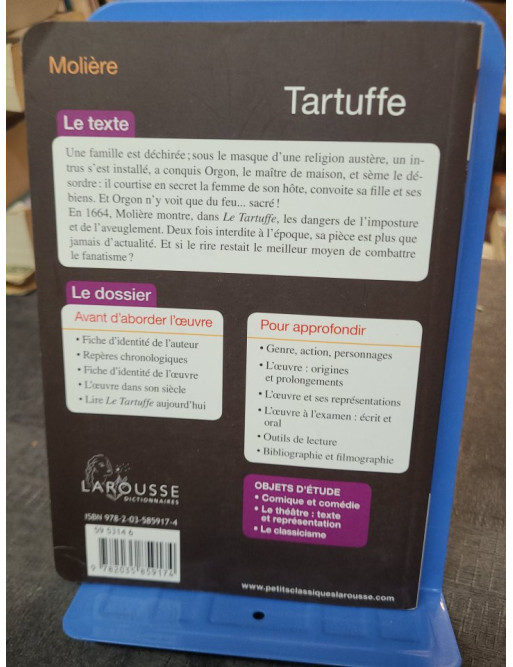 Molière
Tartuffe
Le texte
Une famille est déchirée ; sous le masque d'une religion austère, un in-
trus s'est installé, a conquis Orgon, le maître de maison, et sème le dé-
sordre : il courtise en secret la femme de son hôte, convoite sa fille et ses
biens. Et Orgon n'y voit que du feu... sacré !
En 1664, Molière montre, dans Le Tartuffe, les dangers de l'imposture
et de l'aveuglement. Deux fois interdite à l'époque, sa pièce est plus que
jamais d'actualité. Et si le rire restait le meilleur moyen de combattre
le fanatisme ?
Le dossier
Avant d'aborder l'œuvre
• Fiche d'identité de l'auteur
• Repères chronologiques
• Fiche d'identité de l'œuvre
• L'œuvre dans son siècle
• Lire Le Tartuffe aujourd'hui
Pour approfondir
• Genre, action, personnages
• L'œuvre : origines
et prolongements
• L'œuvre et ses représentations
• L'œuvre à l'examen : écrit et
oral
• Outils de lecture
• Bibliographie et filmographie
OBJETS D'ÉTUDE
• Comique et comédie
• Le théâtre : texte
et représentation
• Le classicisme
LAROUSSE
DICTIONNAIRES
ISBN 978-2-03-585917-4
59 5314 6
9 782035 859174
www.petitsclassiqueslarousse.com